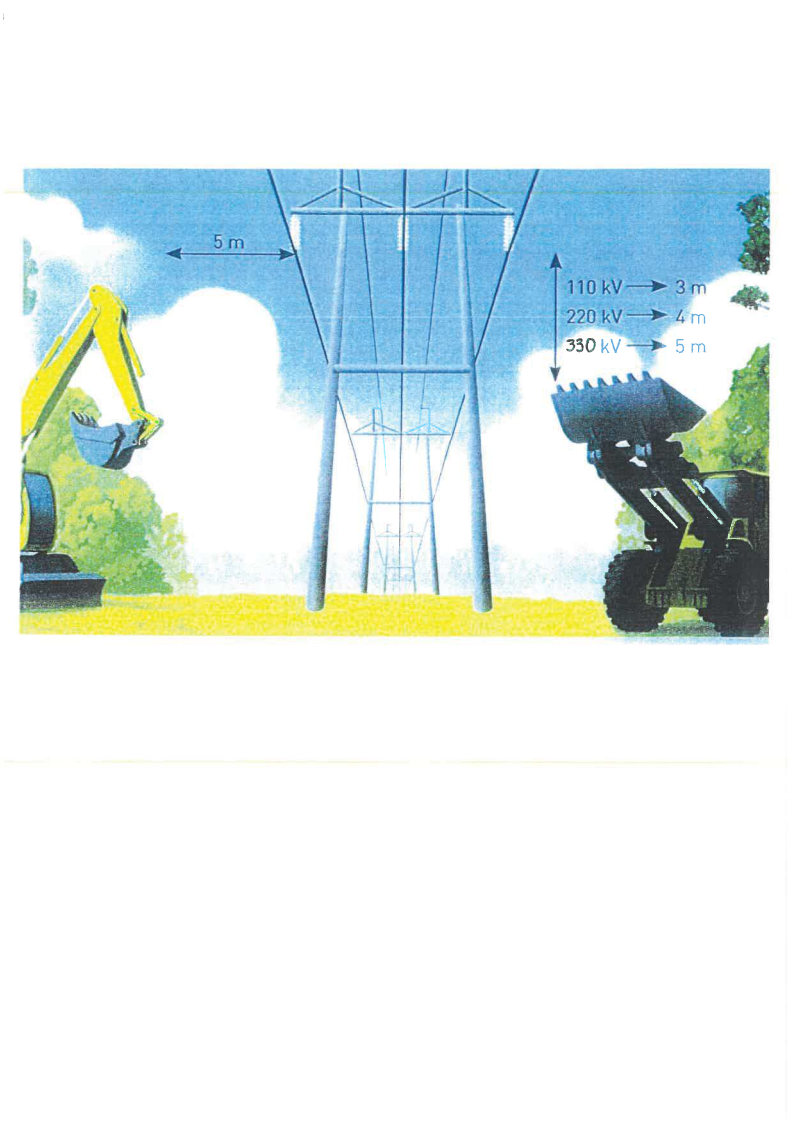 5 m
110 kV → 3 m
220 kV → 4 m
330 kV → 5 m